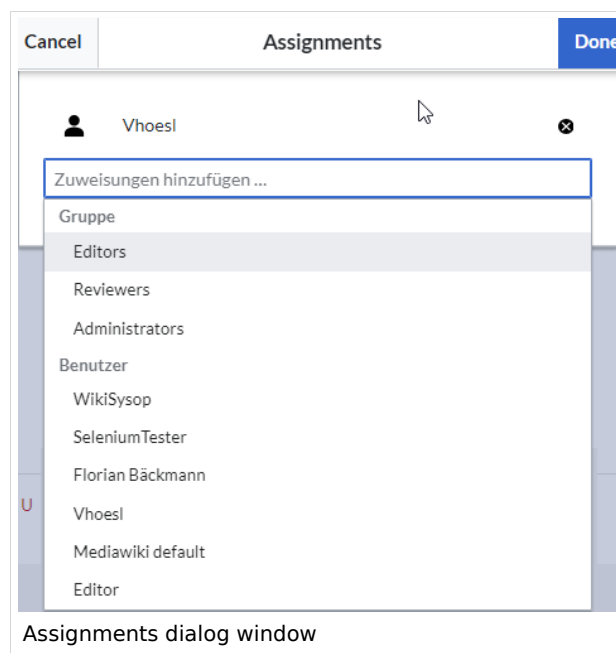 Cancel Assignments Done
Vhoesl
Zuweisungen hinzufügen ...
Gruppe
Editors
Reviewers
Administrators
Benutzer
WikiSysop
SeleniumTester
Florian Bäckmann
U
Vhoesl
Mediawiki default
Editor
Assignments dialog window